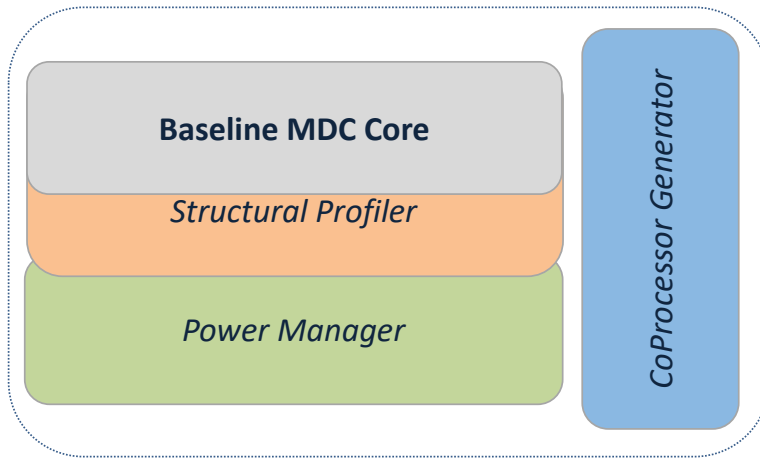 Baseline MDC Core
Structural Profiler
Power Manager
CoProcessor Generator